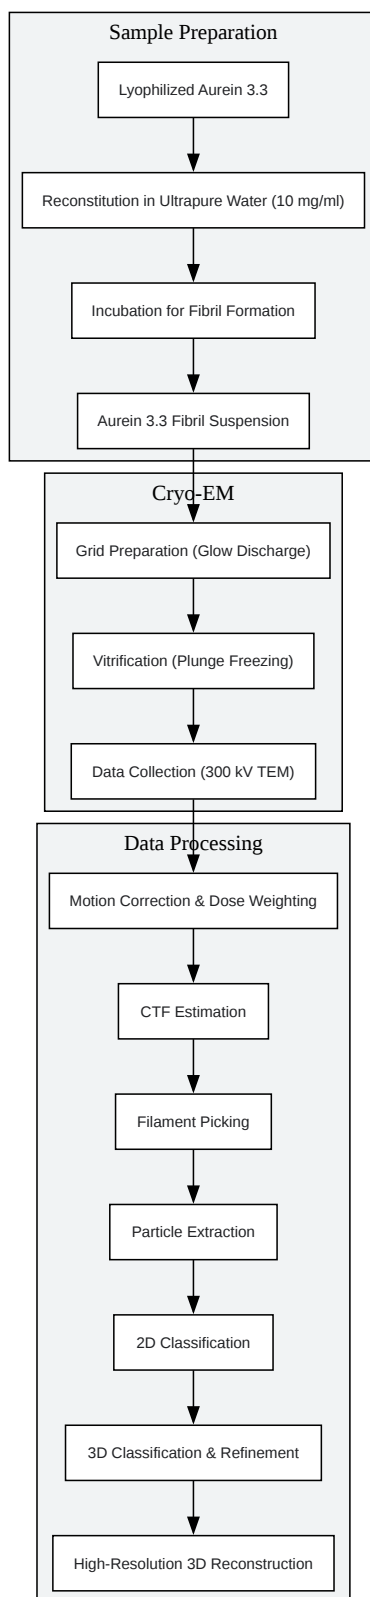 Sample Preparation
Lyophilized Aurein 3.3
Reconstitution in Ultrapure Water (10 mg/ml)
Incubation for Fibril Formation
Aurein 3.3 Fibril Suspension
Cryo-EM
Grid Preparation (Glow Discharge)
Vitrification (Plunge Freezing)
Data Collection (300 kV TEM)
Data Processing
Motion Correction & Dose Weighting
CTF Estimation
Filament Picking
Particle Extraction
2D Classification
3D Classification & Refinement
High-Resolution 3D Reconstruction